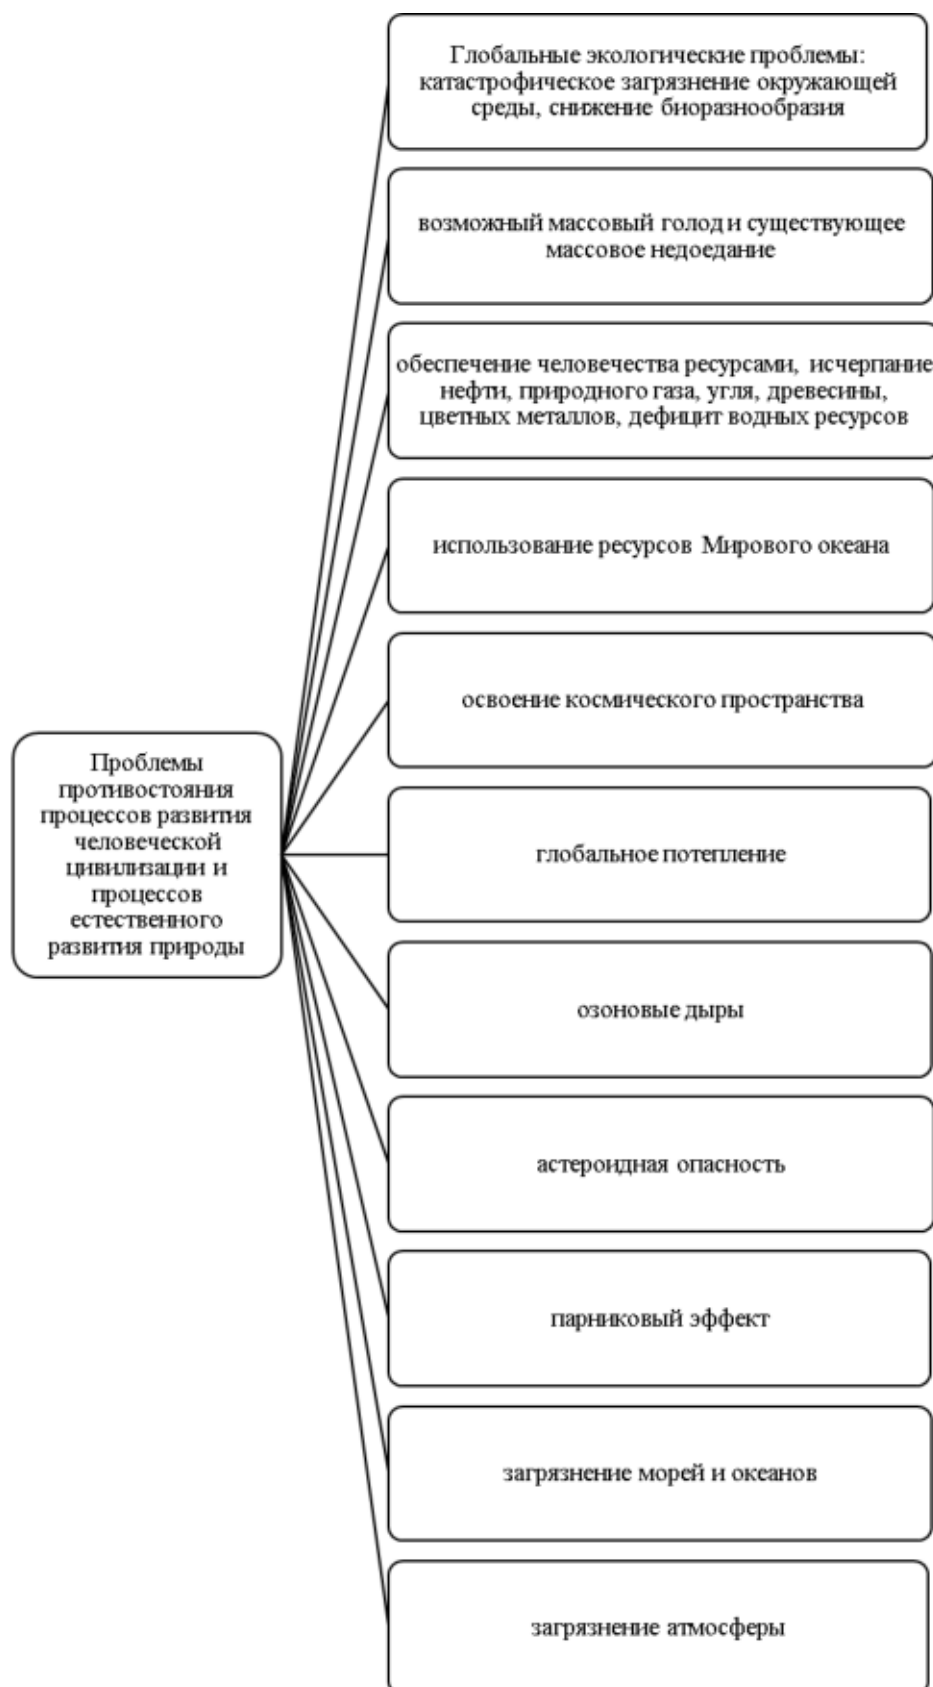 Глобальные экологические проблемы:
катастрофическое загрязнение окружающей
среды, снижение биоразнообразия
возможный массовый голод и существующее
массовое недоедание
обеспечение человечества ресурсами, исчерпание
нефти, природного газа, угля, древесины,
цветных металлов, дефицит водных ресурсов
использование ресурсов Мирового океана
освоение космического пространства
Проблемы
противостояния
процессов развития
человеческой
цивилизации и
процессов
естественного
развития природы
глобальное потепление
озоновые дыры
астероидная опасность
парниковый эффект
загрязнение морей и океанов
загрязнение атмосферы